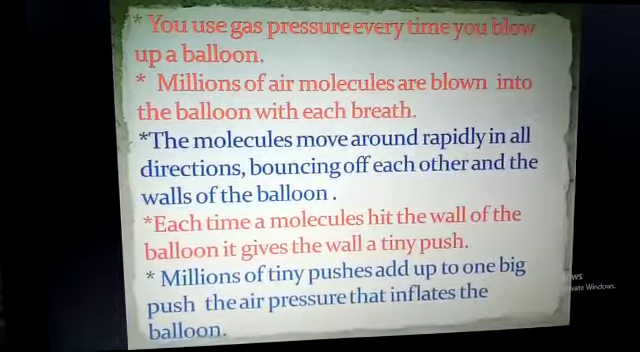 * You use gas pressure every time you blow
up a balloon.
* Millions of air molecules are blown into
the balloon with each breath.
*The molecules move around rapidly in all
directions, bouncing off each other and the
walls of the balloon .
*Each time a molecules hit the wall of the
balloon it gives the wall a tiny push.
* Millions of tiny pushes add up to one big
push the air pressure that inflates the
balloon.
ows
vate Windows.